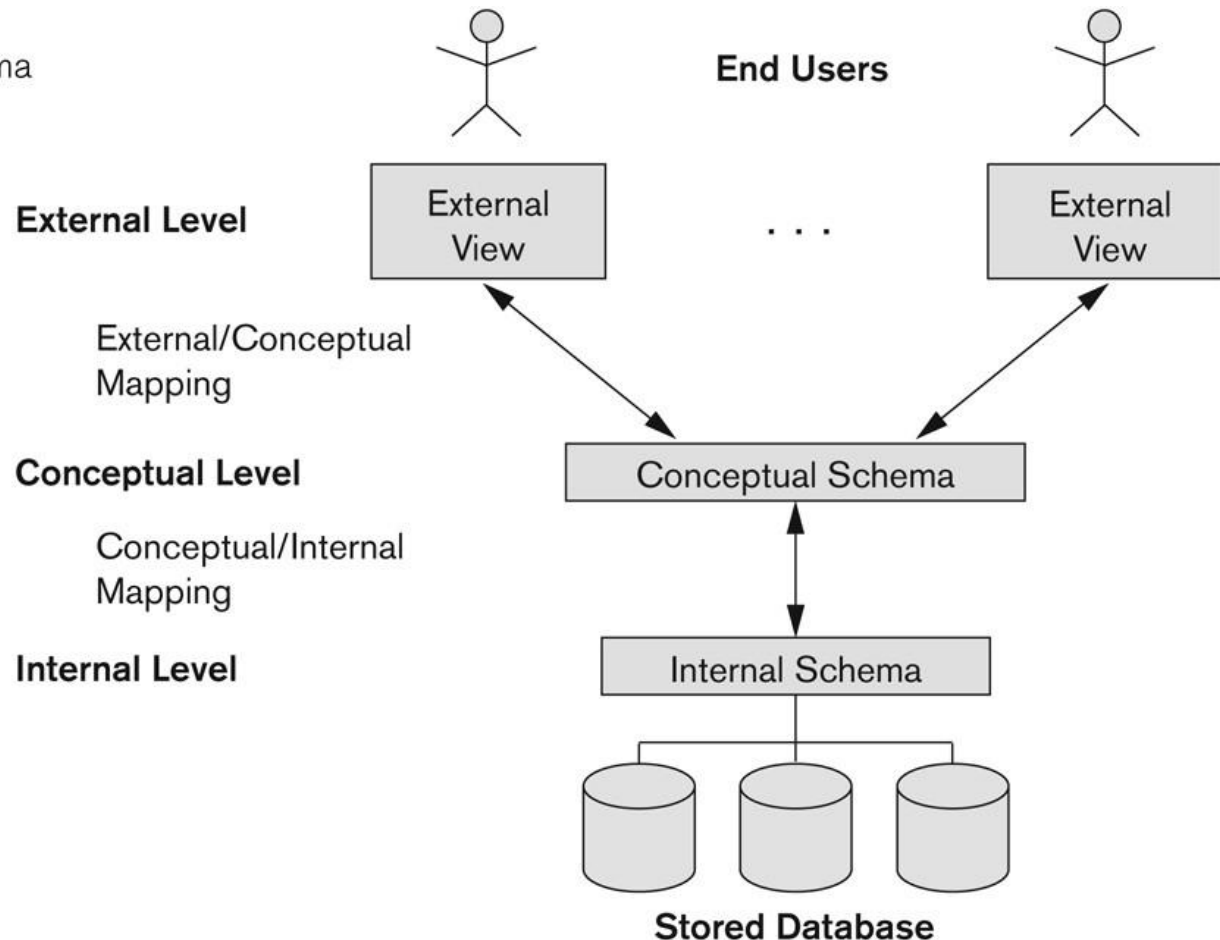 End Users
External Level
External
View
. . .
External
View
External/Conceptual
Mapping
Conceptual Level
Conceptual Schema
Conceptual/Internal
Mapping
Internal Level
Internal Schema
Stored Database